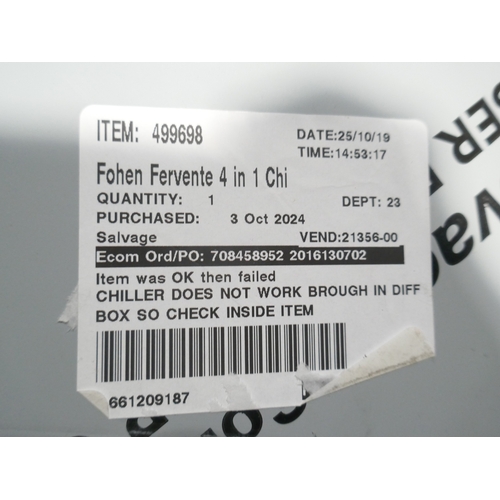 ITEM: 499698 DATE:25/10/19
TIME:14:53:17
Fohen Fervente 4 in 1 Chi
QUANTITY: 1 DEPT: 23
PURCHASED: 3 Oct 2024
Salvage VEND:21356-00
Ecom Ord/PO: 708458952 2016130702
Item was OK then failed
CHILLER DOES NOT WORK BROUGH IN DIFF
BOX SO CHECK INSIDE ITEM
661209187